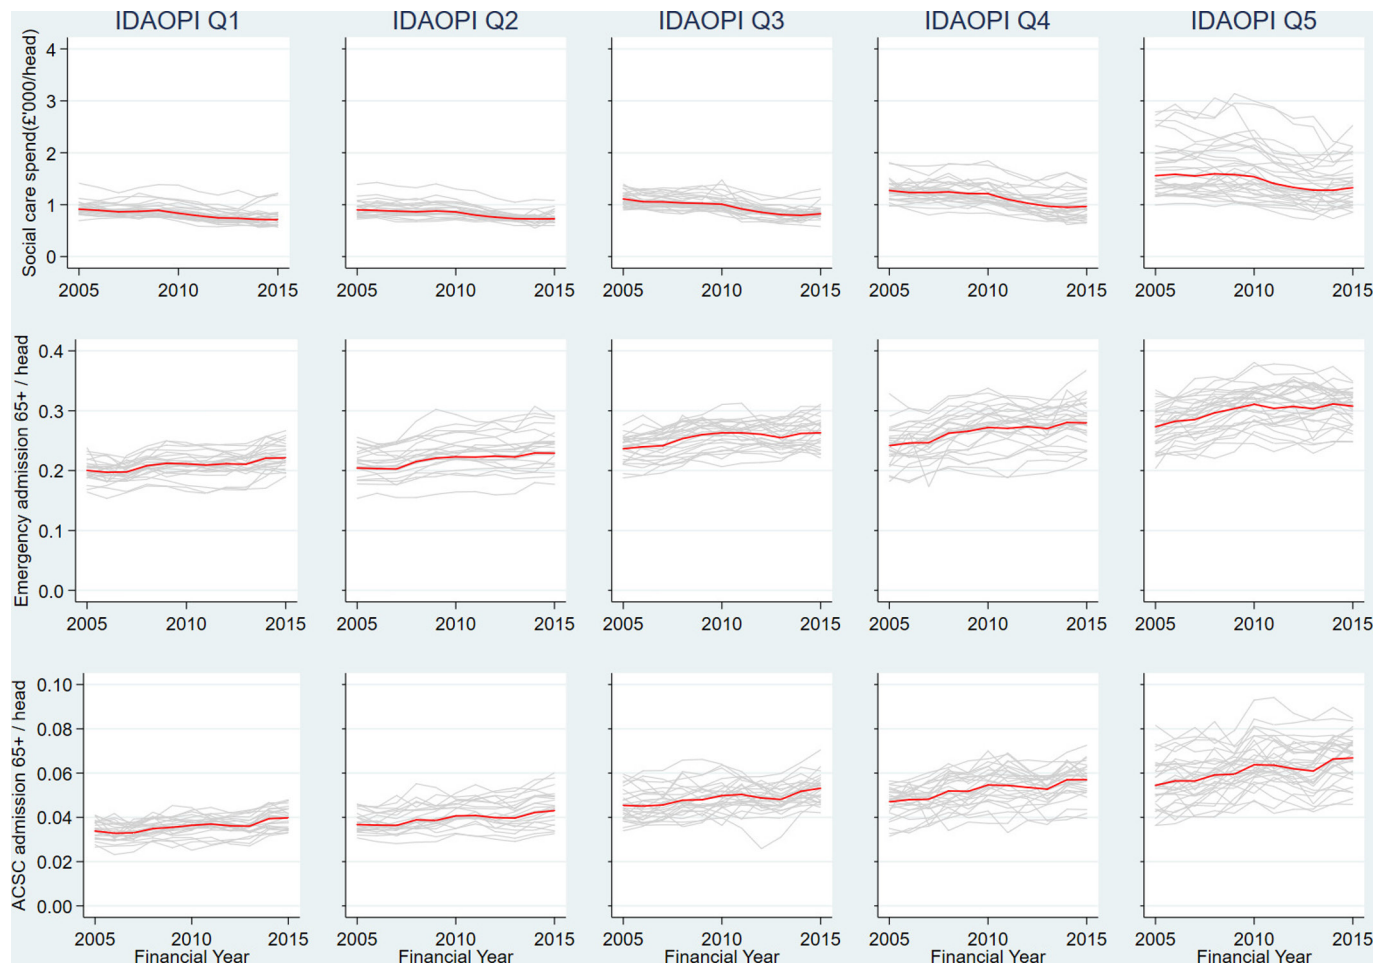 IDAOPI Q1 IDAOPI Q2 IDAOPI Q3 IDAOPI Q4 IDAOPI Q5
Social care spend(£'000/head)
4
3
2
1
0
2005 2010 2015 2005 2010 2015 2005 2010 2015 2005 2010 2015 2005 2010 2015
Emergency admission 65+ / head
0.4
0.3
0.2
0.1
0.0
2005 2010 2015 2005 2010 2015 2005 2010 2015 2005 2010 2015 2005 2010 2015
ACSC admission 65+ / head
0.10
0.08
0.06
0.04
0.02
0.00
2005 2010 2015 2005 2010 2015 2005 2010 2015 2005 2010 2015 2005 2010 2015
Financial Year Financial Year Financial Year Financial Year Financial Year